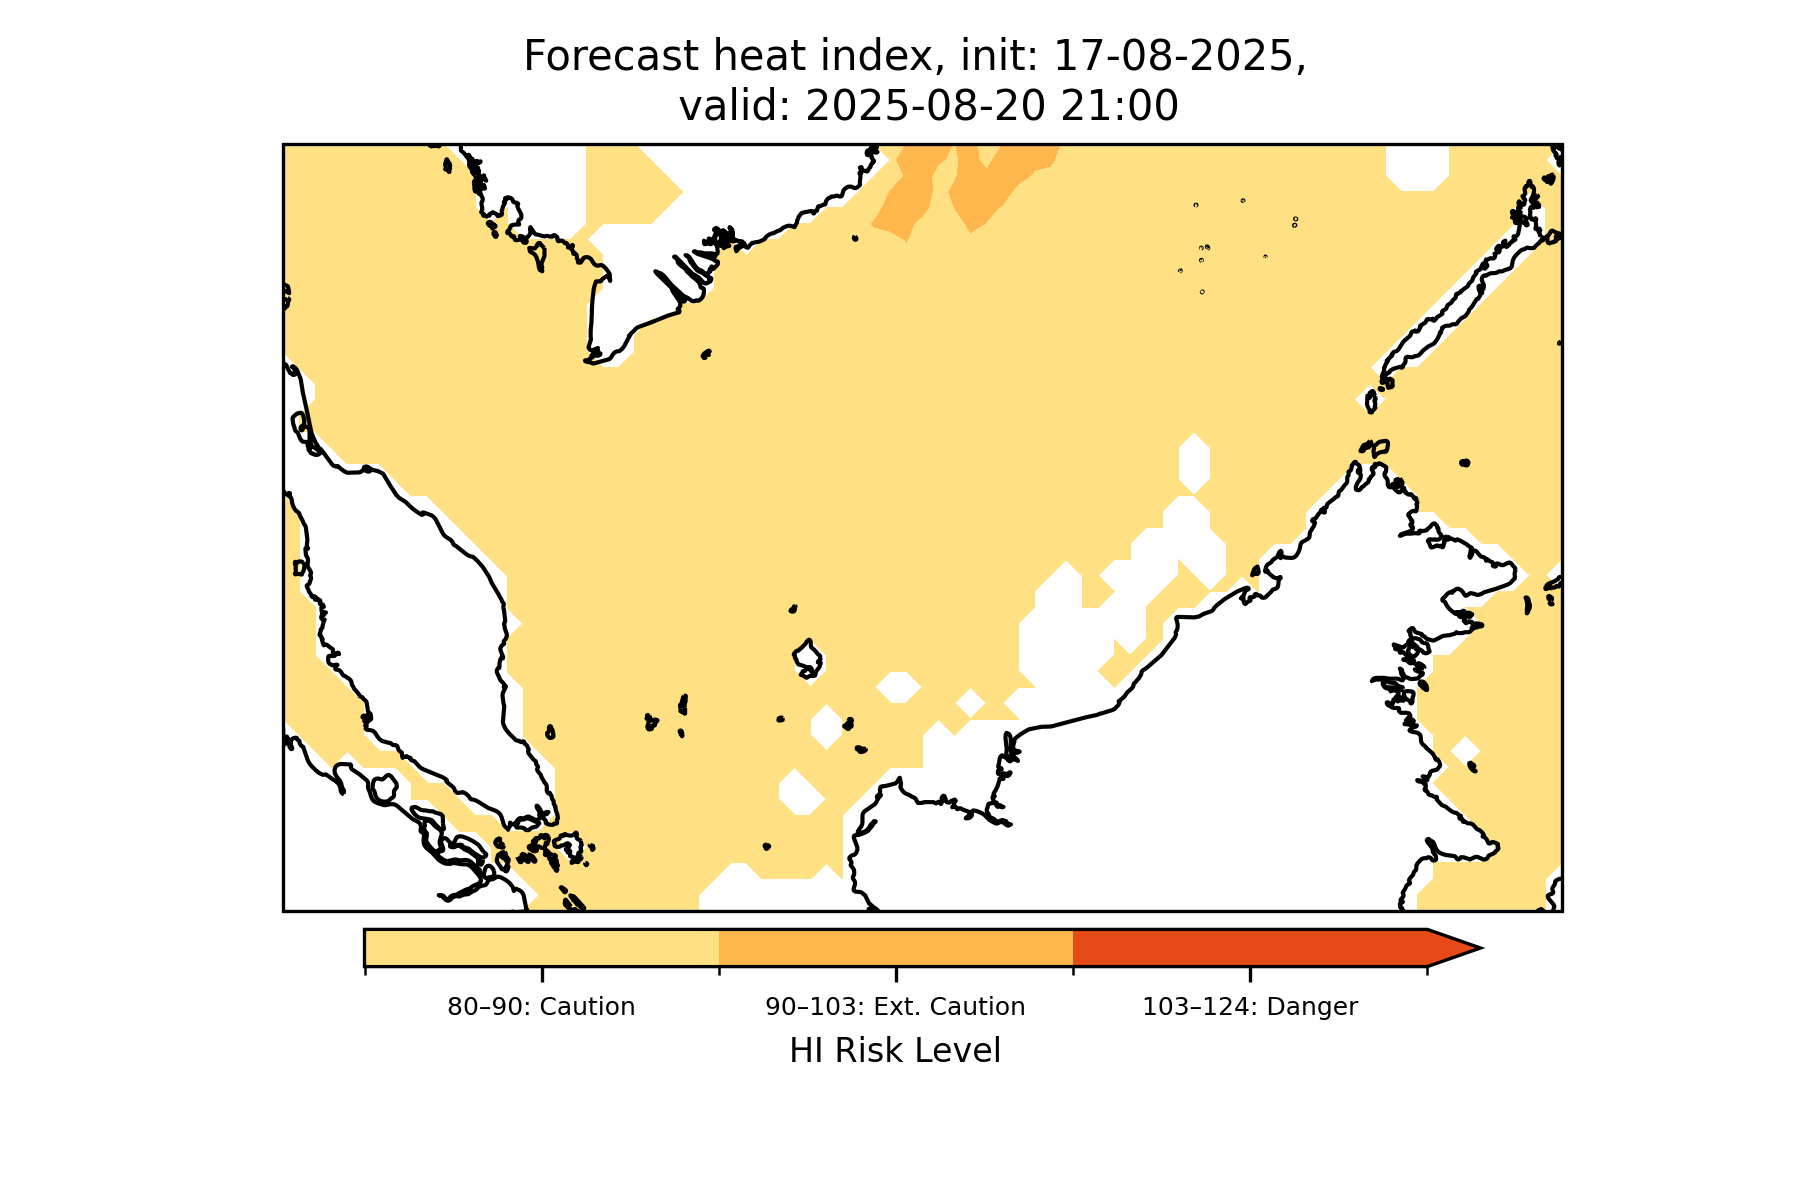 Forecast heat index, init: 17-08-2025,
valid: 2025-08-20 21:00
80–90: Caution
90–103: Ext. Caution
103–124: Danger
HI Risk Level